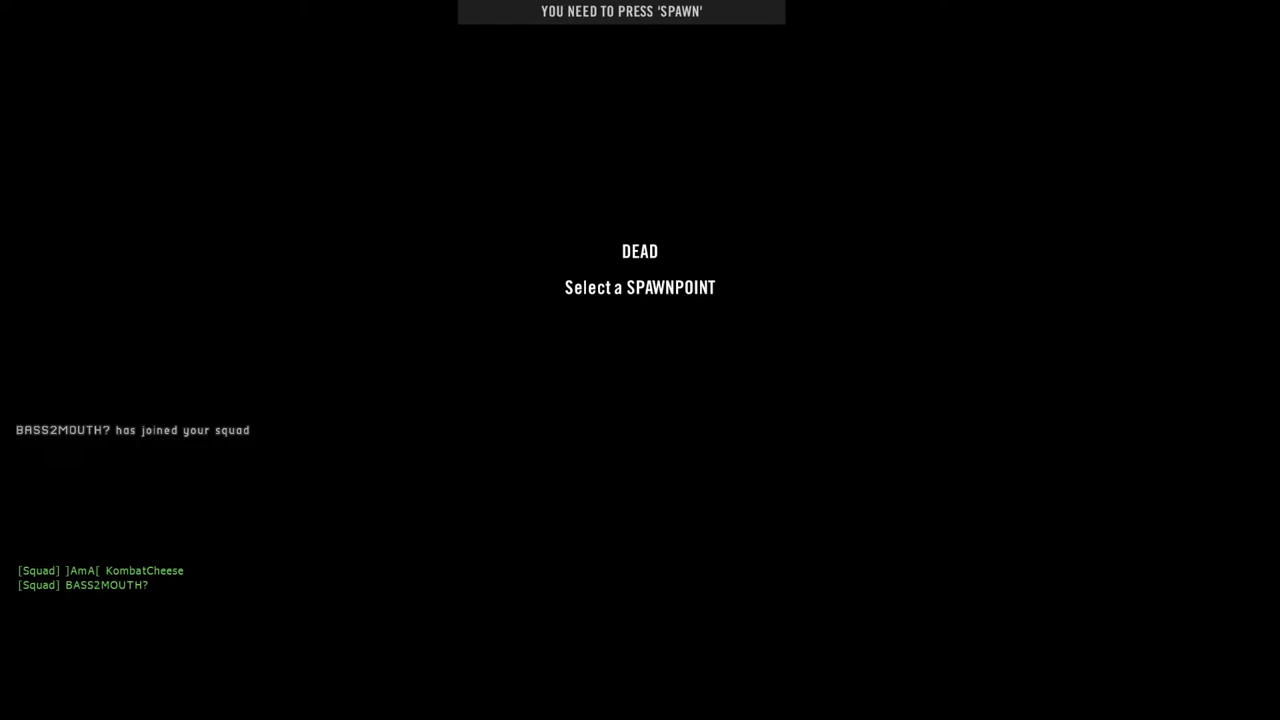 YOU NEED TO PRESS 'SPAWN'
DEAD
Select a SPAWNPOINT
BASS2MOUTH? has joined your squad
[Squad] ]AmA[ KombatCheese
[Squad] BASS2MOUTH?